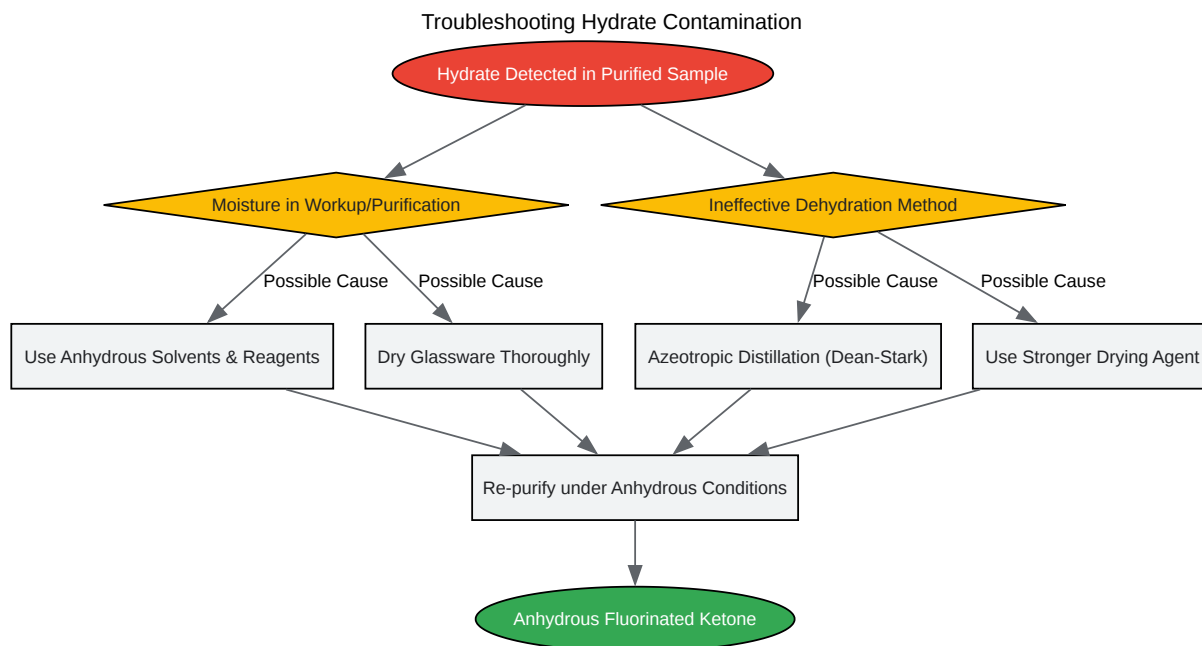 Troubleshooting Hydrate Contamination
Hydrate Detected in Purified Sample
Moisture in Workup/Purification
Ineffective Dehydration Method
Possible Cause
Possible Cause
Possible Cause
Possible Cause
Use Anhydrous Solvents & Reagents
Dry Glassware Thoroughly
Azeotropic Distillation (Dean-Stark)
Use Stronger Drying Agent
Re-purify under Anhydrous Conditions
Anhydrous Fluorinated Ketone